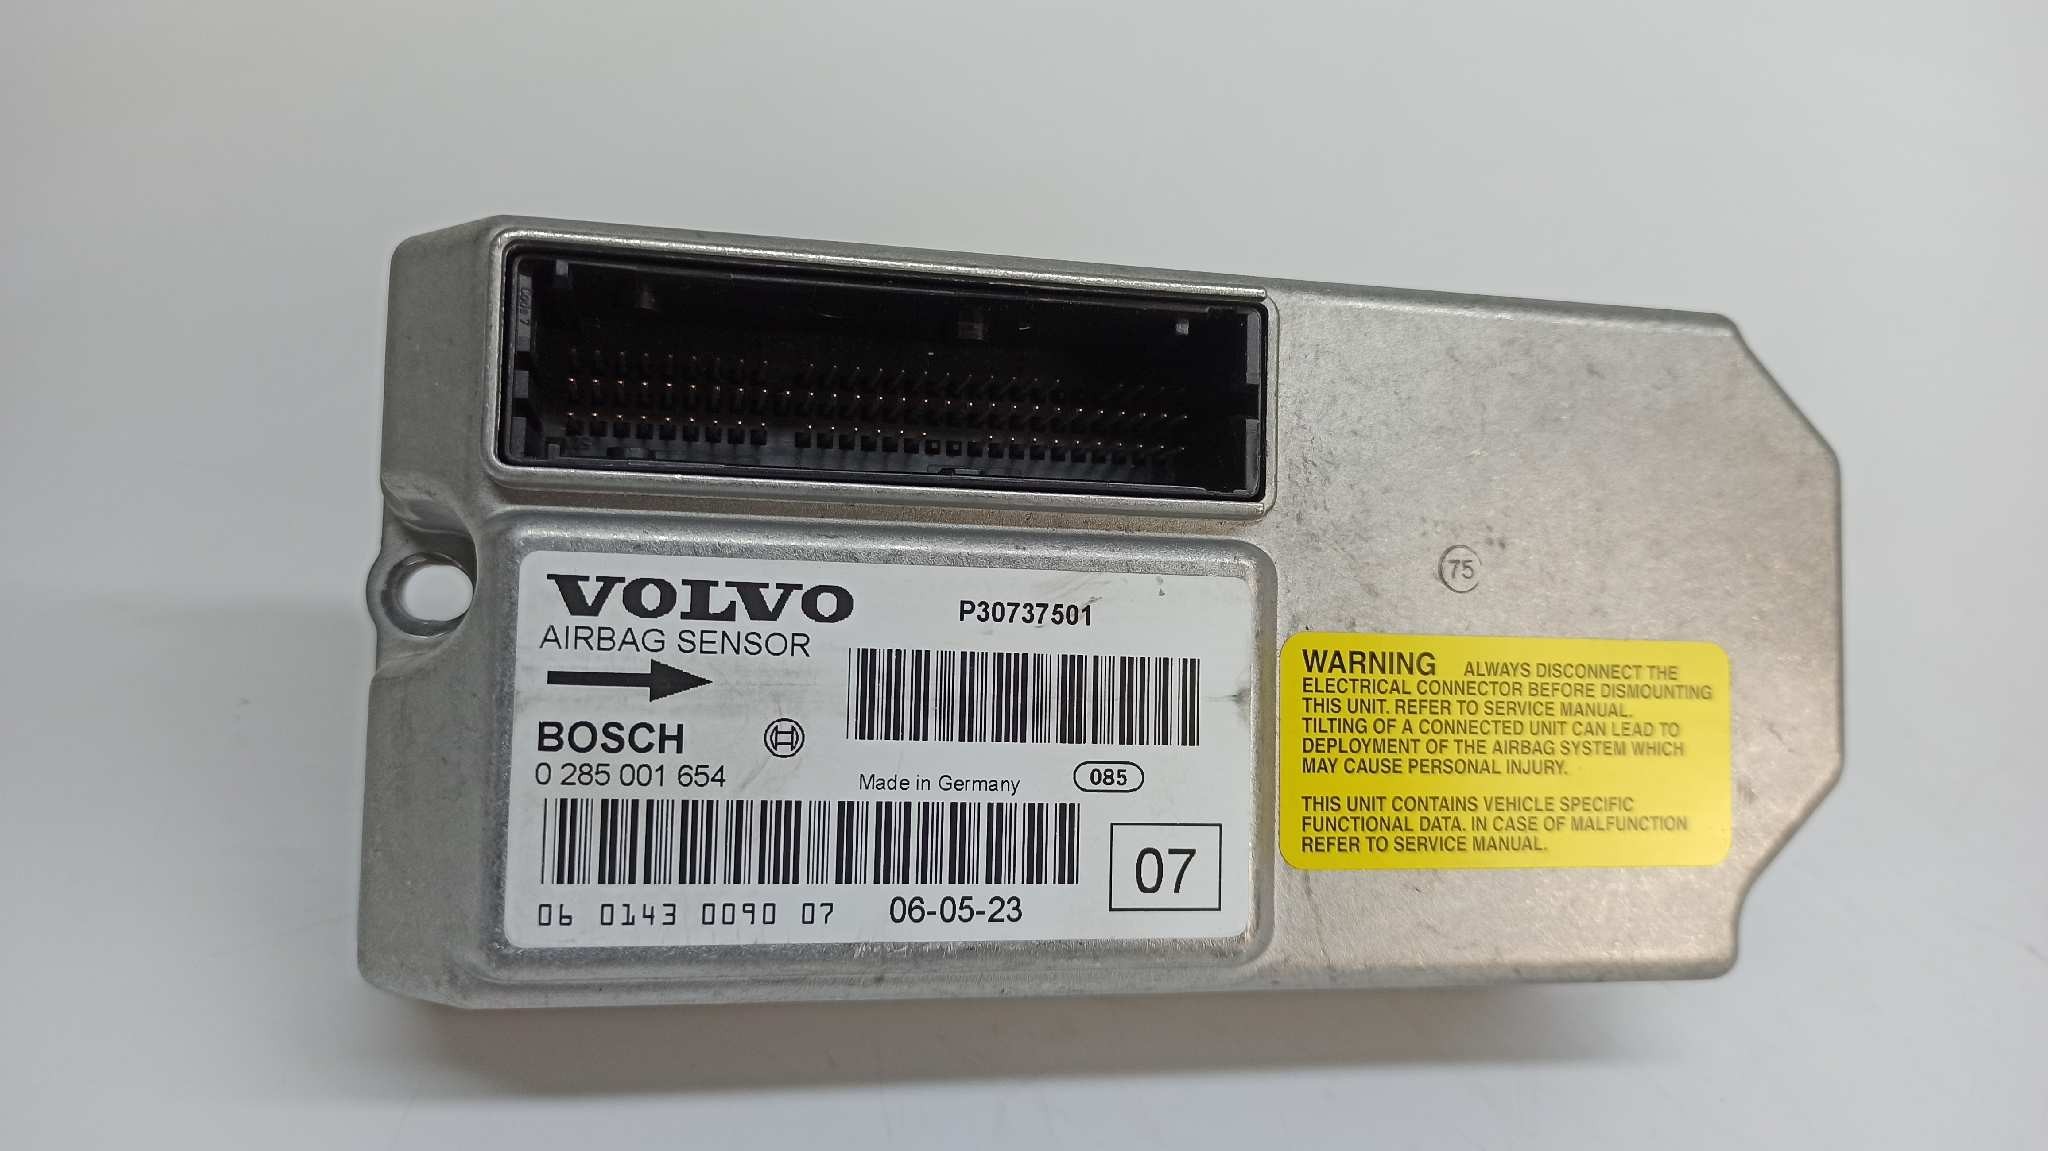 VOLVO
P30737501
AIRBAG SENSOR
BOSCH
0 285 001 654
Made in Germany
085
07
06 0143 0090 07
06-05-23
75
WARNING ALWAYS DISCONNECT THE
ELECTRICAL CONNECTOR BEFORE DISMOUNTING
THIS UNIT. REFER TO SERVICE MANUAL.
TILTING OF A CONNECTED UNIT CAN LEAD TO
DEPLOYMENT OF THE AIRBAG SYSTEM WHICH
MAY CAUSE PERSONAL INJURY.
THIS UNIT CONTAINS VEHICLE SPECIFIC
FUNCTIONAL DATA. IN CASE OF MALFUNCTION
REFER TO SERVICE MANUAL.